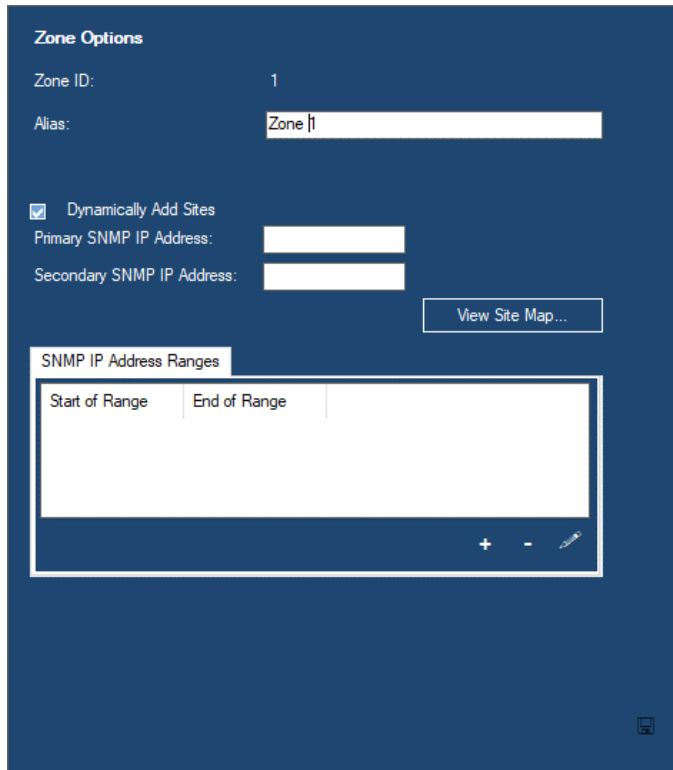 Zone Options
Zone ID: 1
Alias: Zone 1
Dynamically Add Sites
Primary SNMP IP Address:
Secondary SNMP IP Address:
View Site Map...
SNMP IP Address Ranges
Start of Range End of Range
+ -